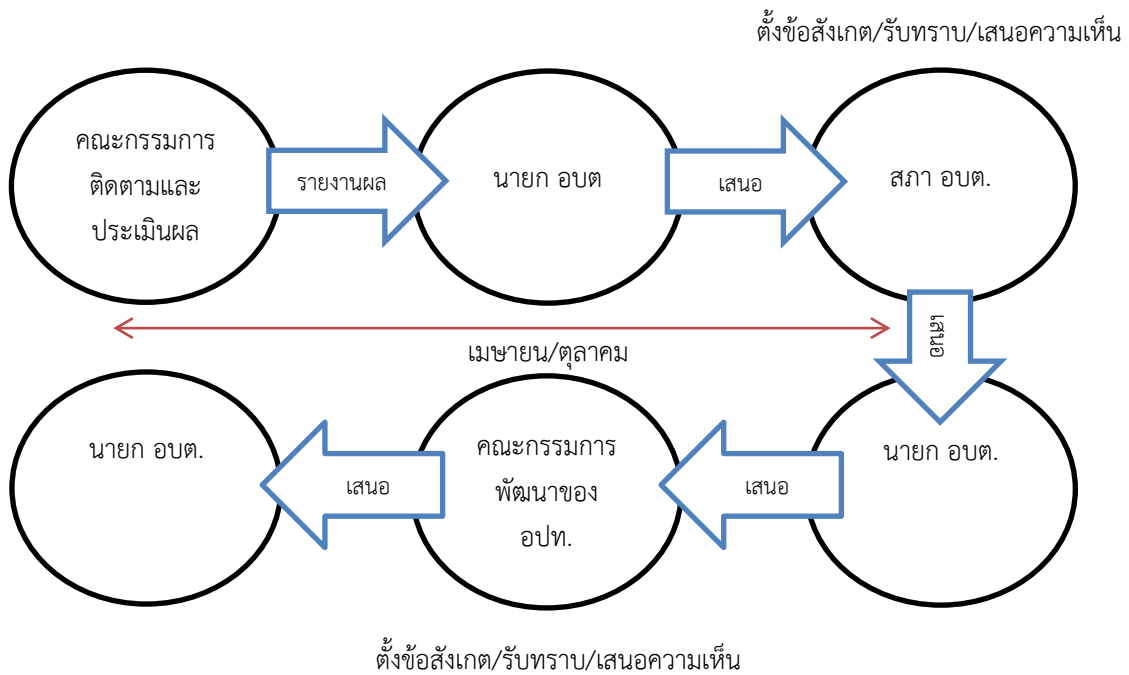 ตั้งข้อสังเกต/รับทราบ/เสนอความเห็น
คณะกรรมการ
ติดตามและ
ประเมินผล
รายงานผล
นายก อบต
เสนอ
สภา อบต.
เสนอ
เมษายน/ตุลาคม
นายก อบต.
เสนอ
คณะกรรมการ
พัฒนาของ
อปท.
เสนอ
นายก อบต.
ตั้งข้อสังเกต/รับทราบ/เสนอความเห็น